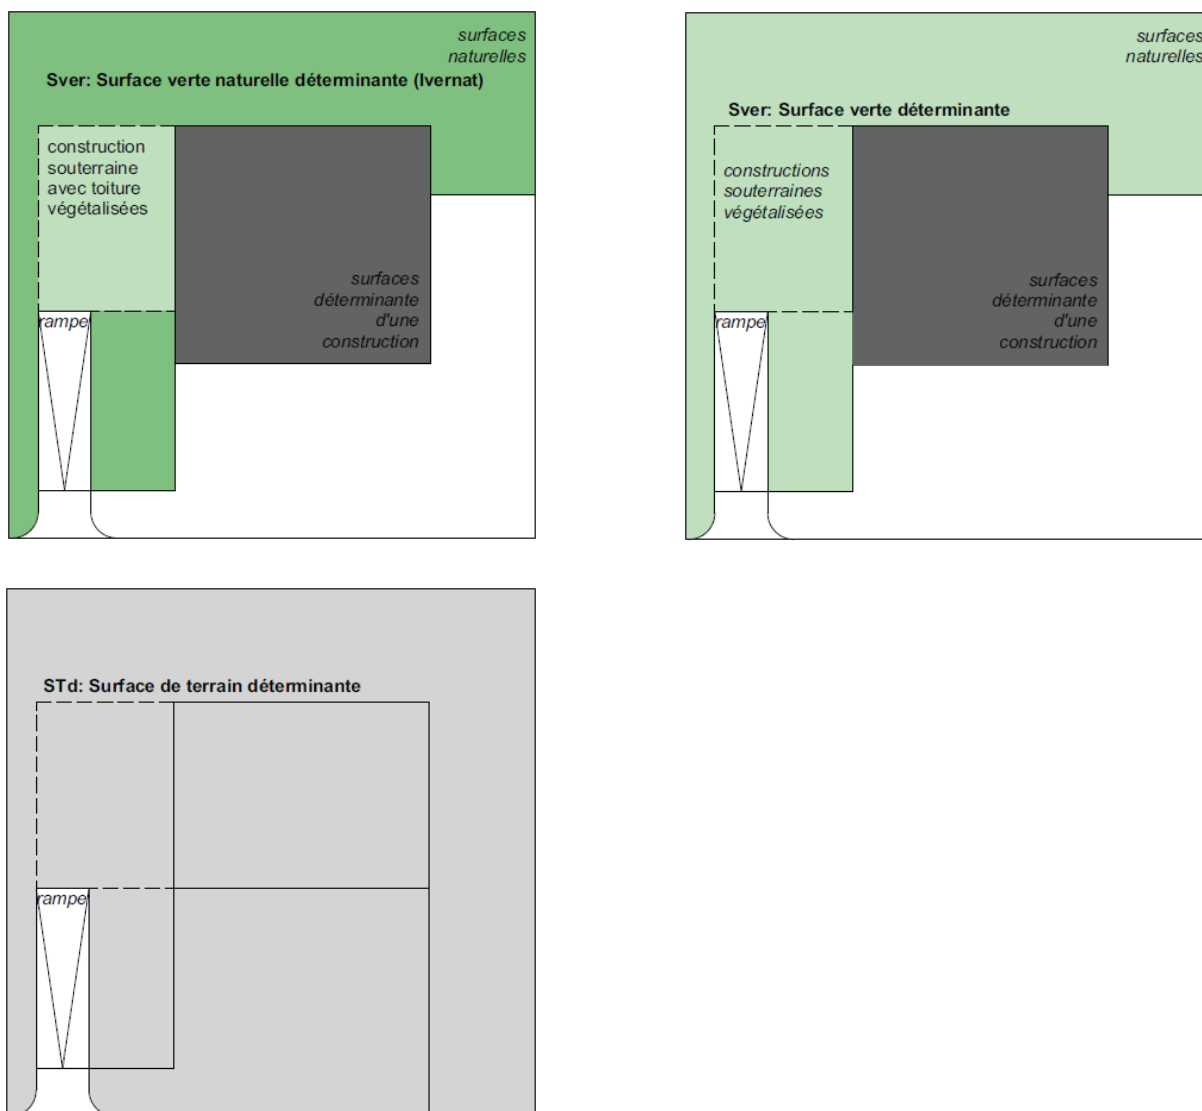 surfaces
naturelles
Sver: Surface verte naturelle déterminante (Ivernat)
construction
souterraine
avec toiture
végétalisées
surfaces
déterminante
d'une
construction
rampe
surfaces
naturelles
Sver: Surface verte déterminante
constructions
souterraines
végétalisées
surfaces
déterminante
d'une
construction
rampe
STd: Surface de terrain déterminante
rampe